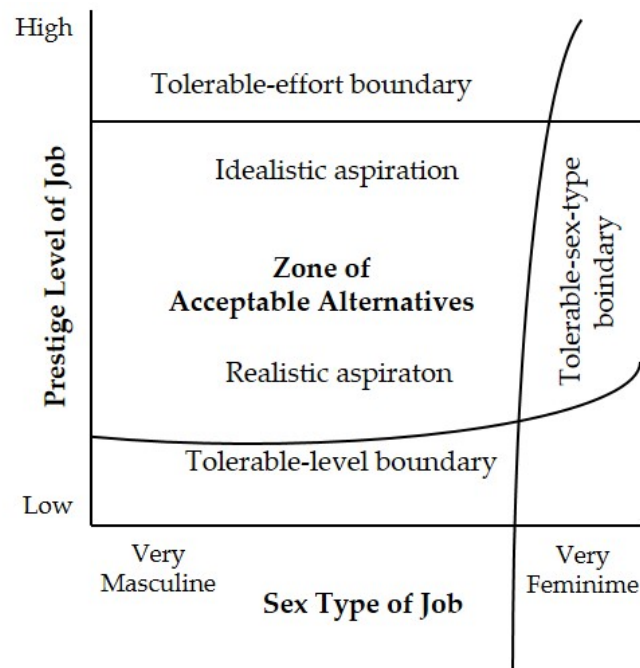 High
Tolerable-effort boundary
Idealistic aspiration
Prestige Level of Job
Tolerable-sex-type
boindary
Zone of
Acceptable Alternatives
Realistic aspiraton
Tolerable-level boundary
Low
Very
Masculine
Very
Feminime
Sex Type of Job